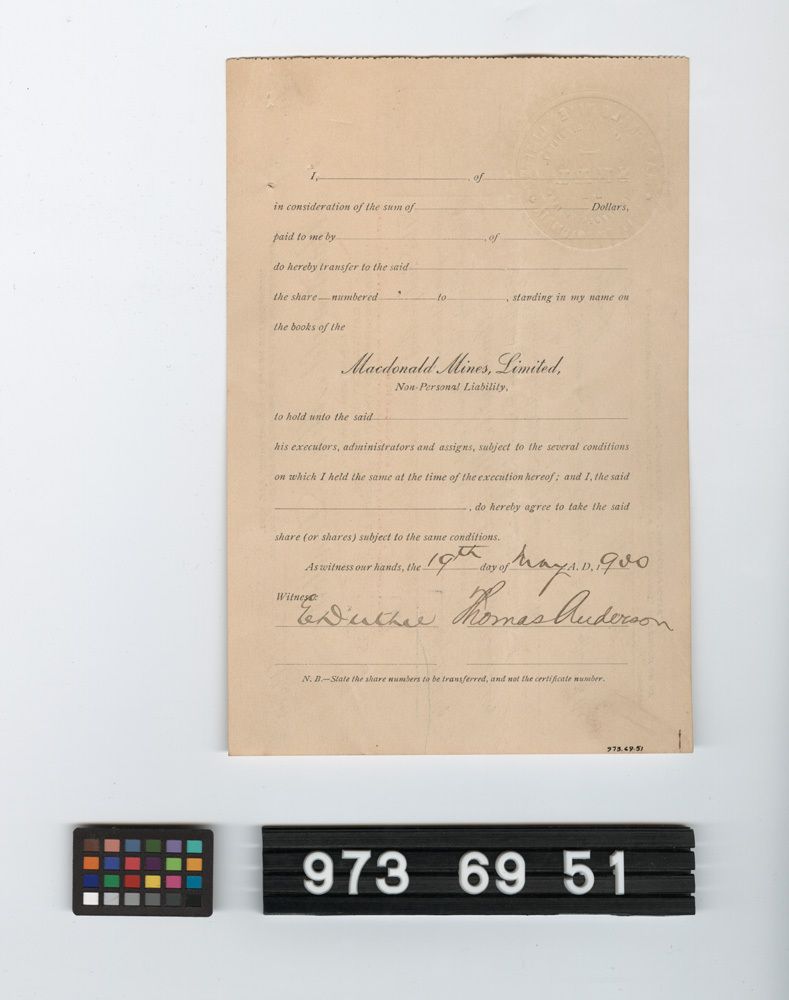 I, , of
in consideration of the sum of Dollars,
paid to me by , of
do hereby transfer to the said
the share numbered to , standing in my name on
the books of the
Macdonald Mines, Limited,
Non-Personal Liability,
to hold unto the said
his executors, administrators and assigns, subject to the several conditions
on which I held the same at the time of the execution hereof; and I, the said
, do hereby agree to take the said
share (or shares) subject to the same conditions.
As witness our hands, the 19th day of May A. D. 1900
Witness:
E Duthie Thomas Anderson
N. B.—State the share numbers to be transferred, and not the certificate number.
973.69.51
973 69 51